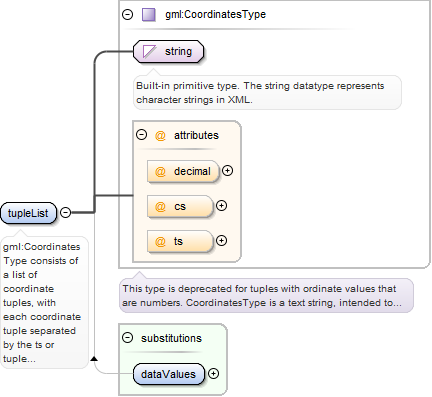 gml:CoordinatesType
string
Built-in primitive type. The string datatype represents
character strings in XML.
@ attributes
@ decimal
@ cs
@ ts
tupleList
gml:Coordinates
Type consists of
a list of
coordinate
tuples, with
each coordinate
tuple separated
by the ts or
tuple...
This type is deprecated for tuples with ordinate values that
are numbers. CoordinatesType is a text string, intended to...
substitutions
dataValues